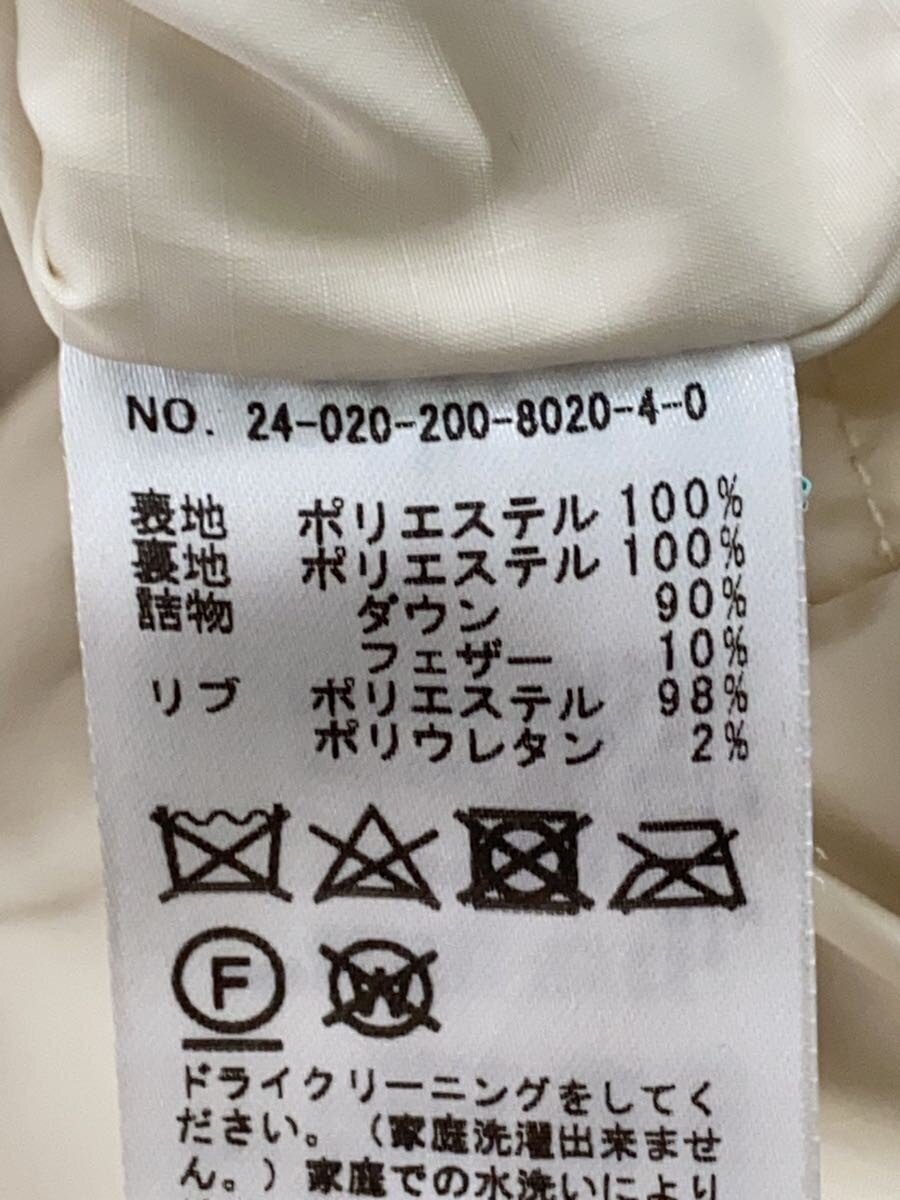 NO. 24-020-200-8020-4-0
表地 ポリエステル 100%
裏地 ポリエステル 100%
詰物 ダウン 90%
フェザー 10%
リブ ポリエステル 98%
ポリウレタン 2%
F W
ドライクリーニングをしてく
ださい。(家庭洗濯出来ませ
ん。)家庭での水洗いにより